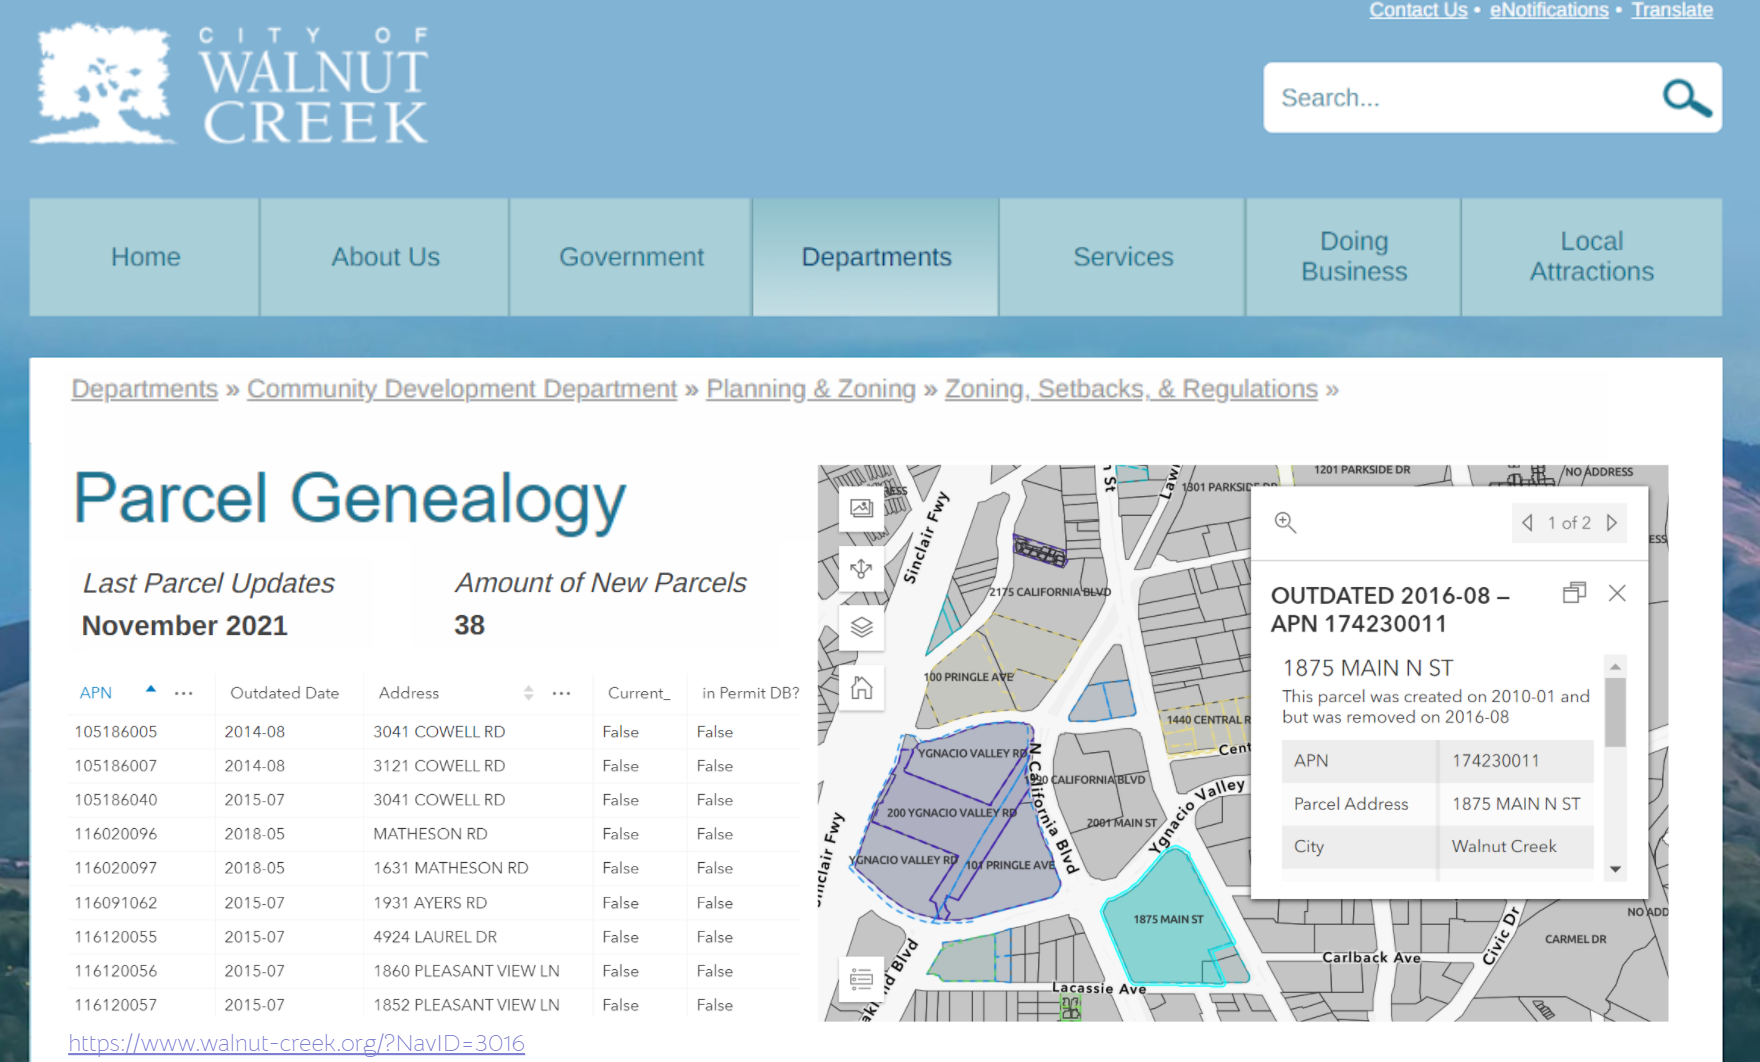 Contact Us • eNotifications • Translate
CITY OF
WALNUT
CREEK
Search...
Home
About Us
Government
Departments
Services
Doing
Business
Local
Attractions
Departments » Community Development Department » Planning & Zoning » Zoning, Setbacks, & Regulations »
Parcel Genealogy
Last Parcel Updates
November 2021
Amount of New Parcels
38
APN ... Outdated Date Address ... Current_ in Permit DB?
105186005 2014-08 3041 COWELL RD False False
105186007 2014-08 3121 COWELL RD False False
105186040 2015-07 3041 COWELL RD False False
116020096 2018-05 MATHESON RD False False
116020097 2018-05 1631 MATHESON RD False False
116091062 2015-07 1931 AYERS RD False False
116120055 2015-07 4924 LAUREL DR False False
116120056 2015-07 1860 PLEASANT VIEW LN False False
116120057 2015-07 1852 PLEASANT VIEW LN False False
https://www.walnut-creek.org/?NavID=3016
1201 PARKSIDE DR
NO ADDRESS
1301 PARKSIDE DR
St
Sinclair Fwy
2175 CALIFORNIA BLVD
100 PRINGLE AVE
1440 CENTRAL R
Cent
YGNACIO VALLEY RD
N California Blvd
CALIFORNIA BLVD
Ygnacio Valley
200 YGNACIO VALLEY RD
2001 MAIN ST
YGNACIO VALLEY RD
101 PRINGLE AVE
1875 MAIN ST
NO ADD
CARMEL DR
Civic Dr
Carlback Ave
Lacassie Ave
1 of 2
OUTDATED 2016-08 –
APN 174230011
1875 MAIN N ST
This parcel was created on 2010-01 and
but was removed on 2016-08
APN 174230011
Parcel Address 1875 MAIN N ST
City Walnut Creek